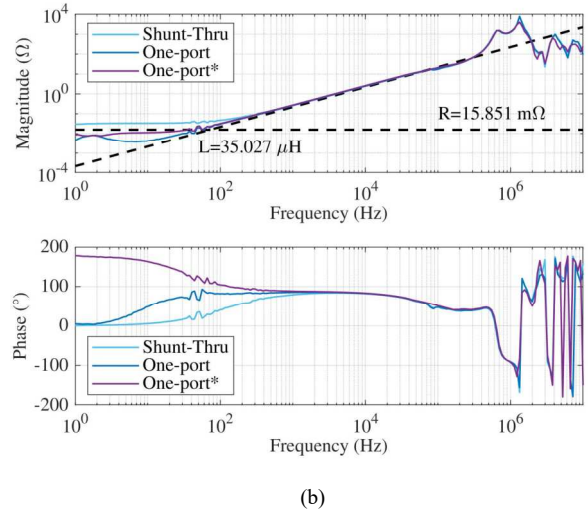 10^4
10^0
10^-4
Magnitude (Ω)
Shunt-Thru
One-port
One-port*
R=15.851 mΩ
L=35.027 μH
10^0
10^2
10^4
10^6
Frequency (Hz)
200
100
0
-100
-200
Phase (°)
Shunt-Thru
One-port
One-port*
10^0
10^2
10^4
10^6
Frequency (Hz)
(b)